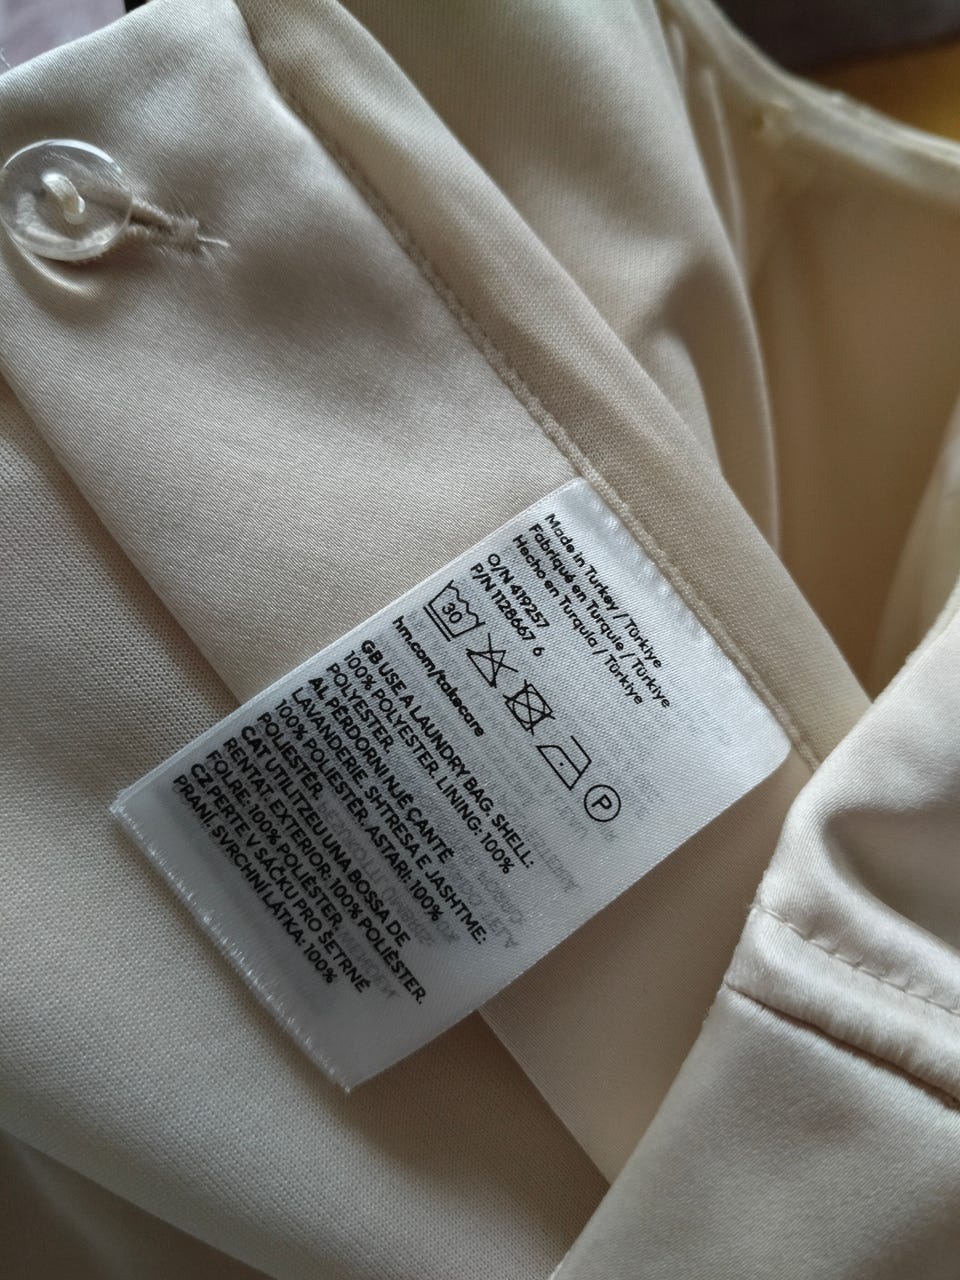 Made in Turkey / Türkiye
Fabriqué en Turquie / Türkiye
Hecho en Turquía / Türkiye
O/N 419257
P/N 1128667 6
30
P
hm.com/takecare
GB USE A LAUNDRY BAG. SHELL:
100% POLYESTER. LINING: 100%
POLYESTER.
AL PËRDORNI NJË ÇANTË
LAVANDERIE. SHTRESA E JASHTME:
100% POLIESTËR. ASTARI: 100%
POLIESTËR.
CAT UTILITZEU UNA BOSSA DE
RENTAT. EXTERIOR: 100% POLIÈSTER.
FOLRE: 100% POLIÈSTER.
CZ PERTE V SÁČKU PRO ŠETRNÉ
PRANÍ. SVRCHNÍ LÁTKA: 100%